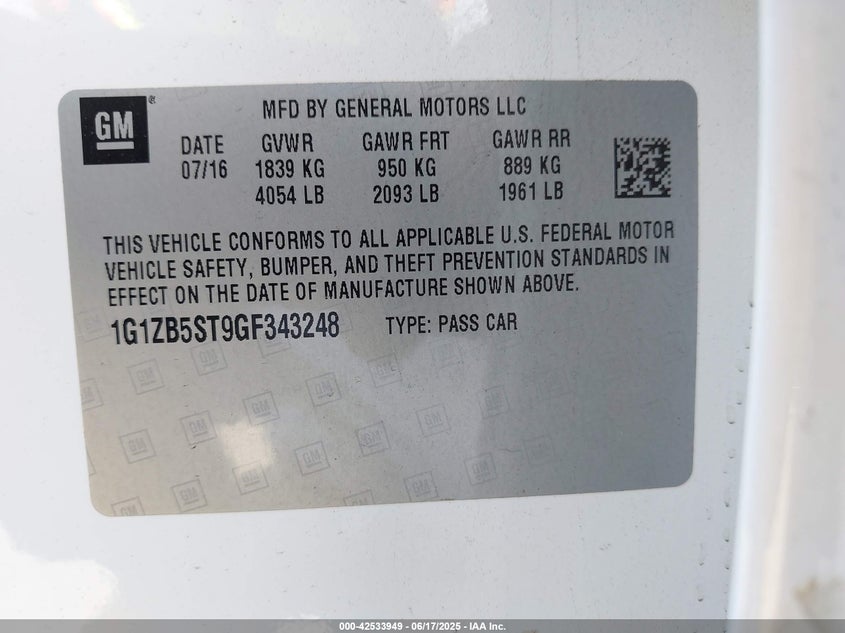 GM ®
MFD BY GENERAL MOTORS LLC
DATE GVWR GAWR FRT GAWR RR
07/16 1839 KG 950 KG 889 KG
4054 LB 2093 LB 1961 LB
THIS VEHICLE CONFORMS TO ALL APPLICABLE U.S. FEDERAL MOTOR
VEHICLE SAFETY, BUMPER, AND THEFT PREVENTION STANDARDS IN
EFFECT ON THE DATE OF MANUFACTURE SHOWN ABOVE.
1G1ZB5ST9GF343248 TYPE: PASS CAR
000-42533949 - 06/17/2025 - IAA Inc.